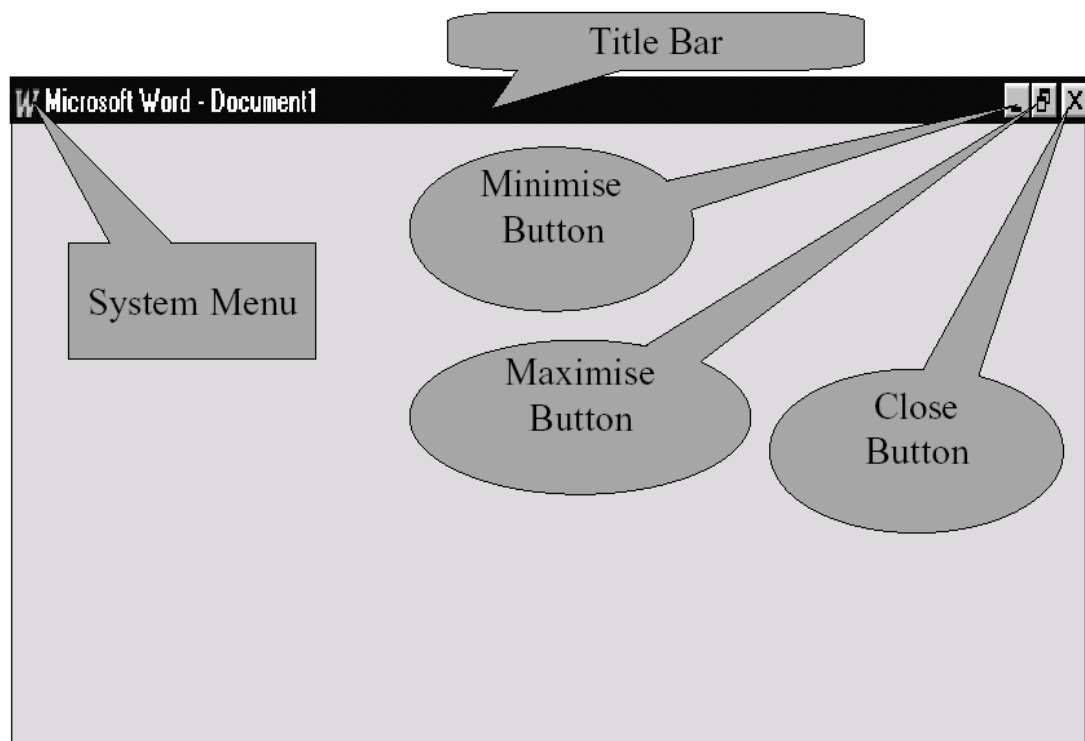 Title Bar
W Microsoft Word - Document1
X
Minimise
Button
System Menu
Maximise
Button
Close
Button